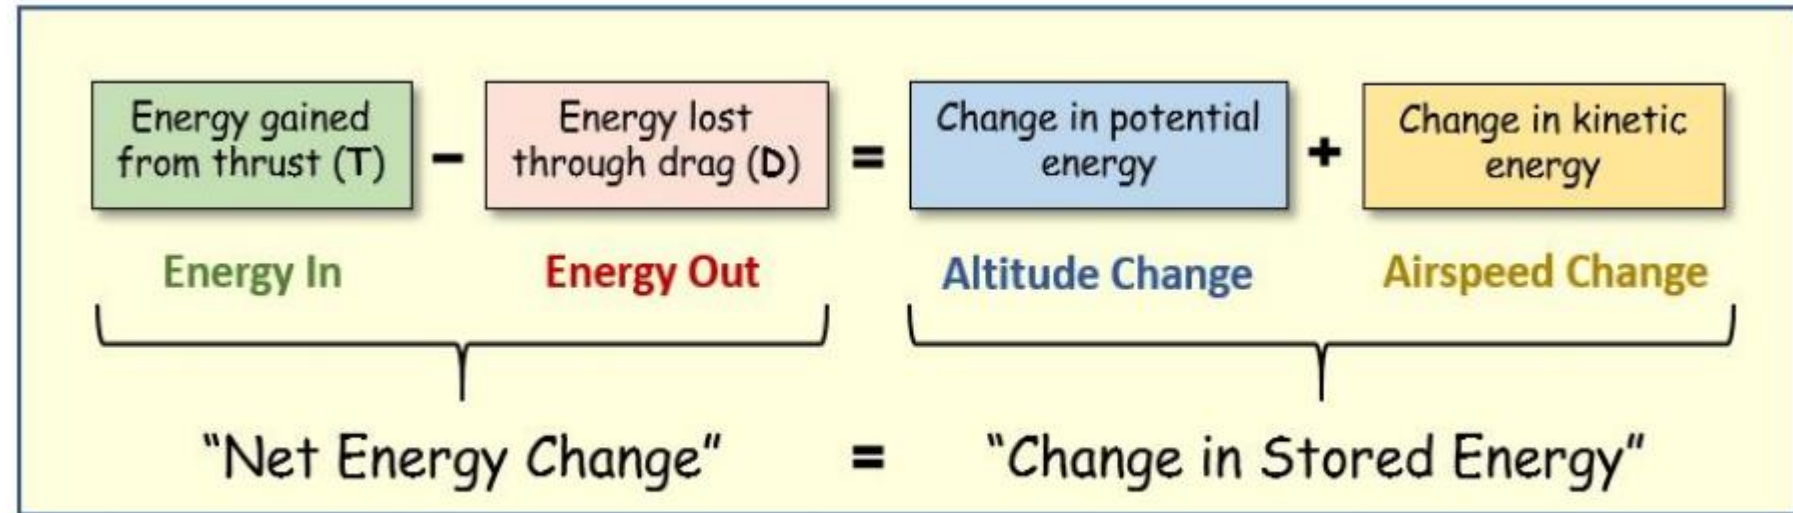 Energy gained
from thrust (T)
−
Energy lost
through drag (D)
=
Change in potential
energy
+
Change in kinetic
energy
Energy In
Energy Out
Altitude Change
Airspeed Change
“Net Energy Change” = “Change in Stored Energy”